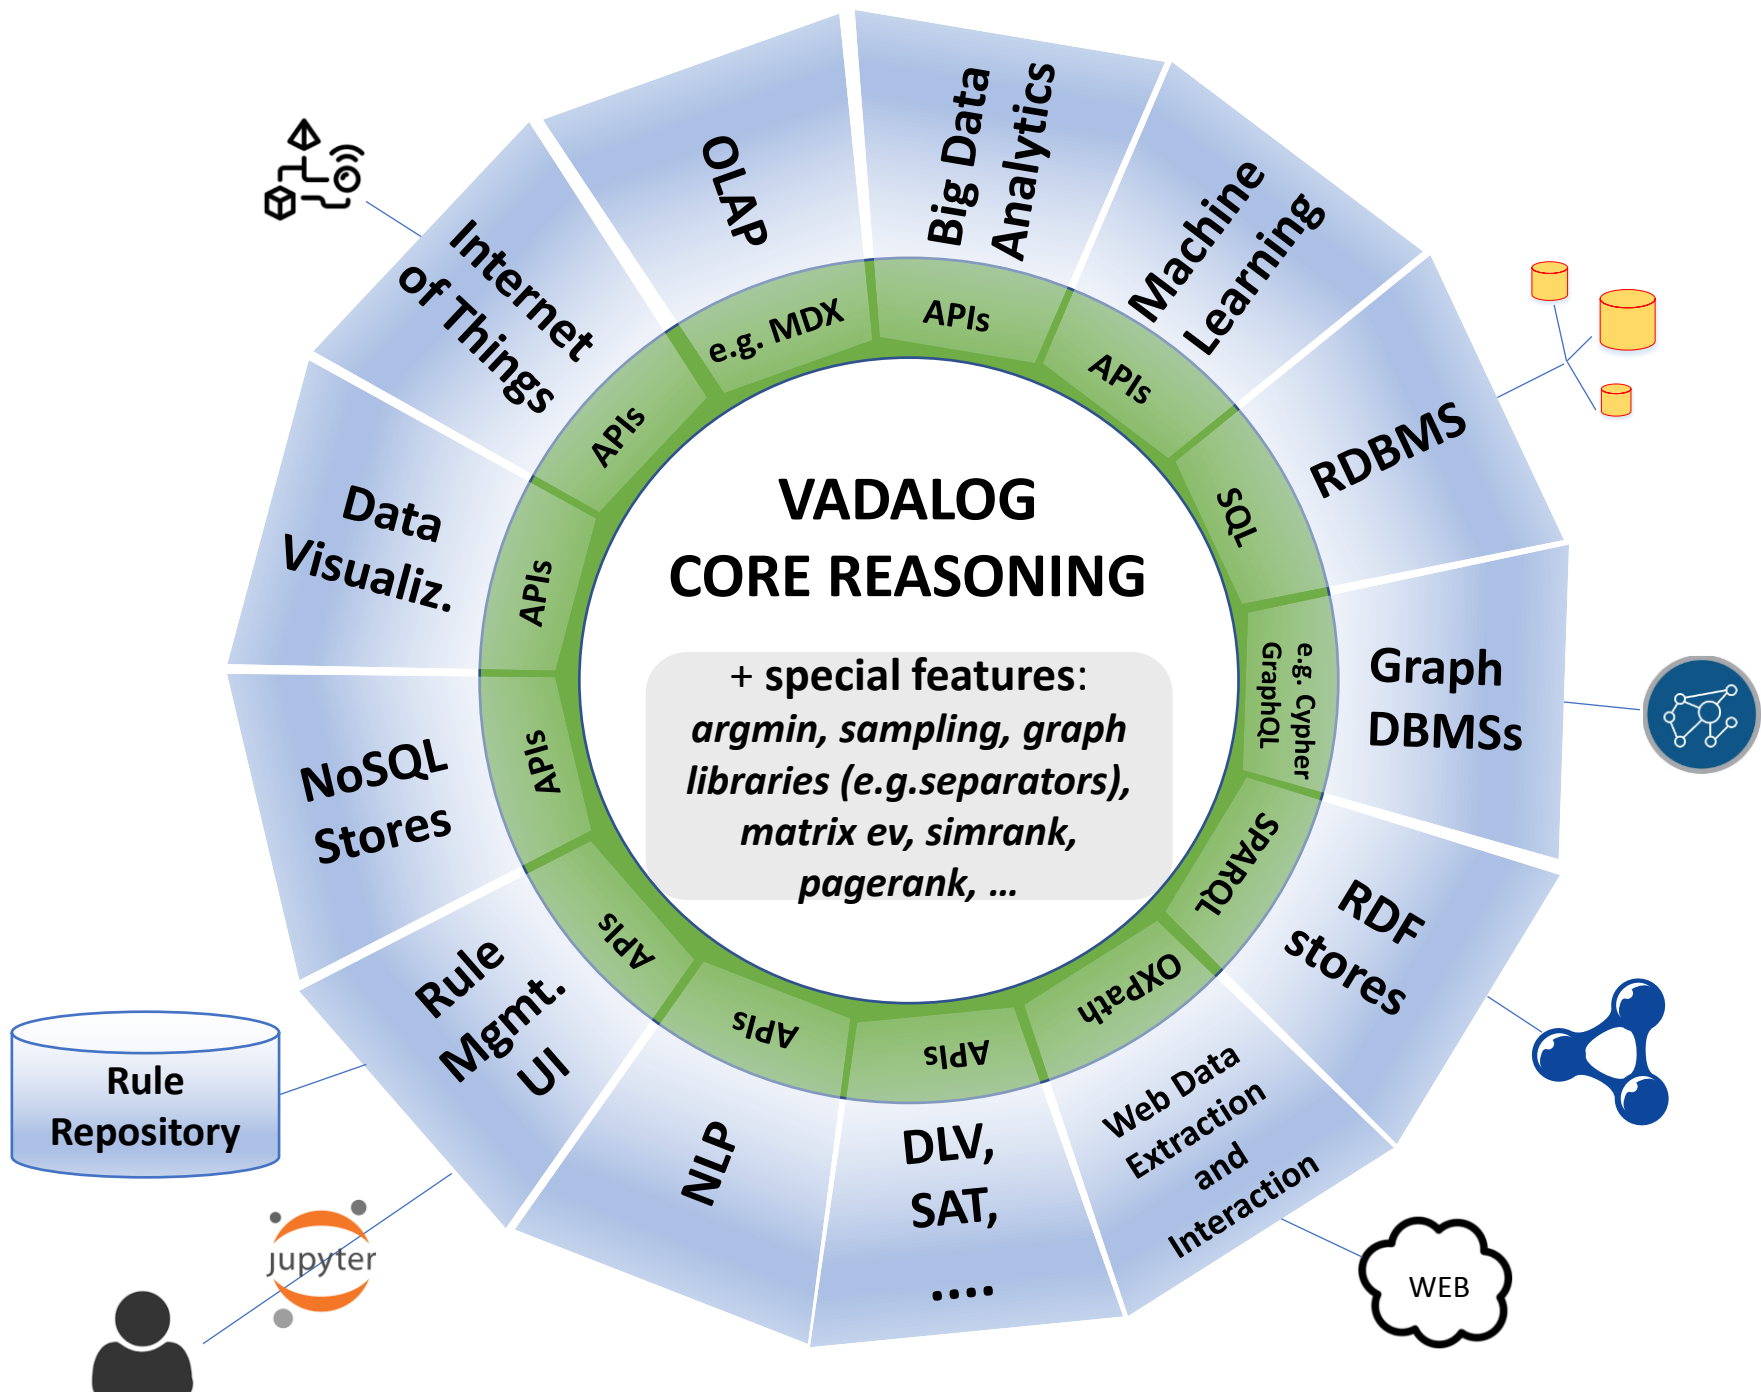 VADALOG
CORE REASONING
+ special features:
argmin, sampling, graph
libraries (e.g.separators),
matrix ev, simrank,
pagerank, ...
Big Data
Analytics
APIs
Machine
Learning
APIs
RDBMS
SQL
Graph
DBMSs
e.g. Cypher
GraphQL
RDF
stores
SPARQL
Web Data
Extraction
and
Interaction
OXPath
WEB
DLV,
SAT,
....
APIs
NLP
APIs
Rule
Mgmt.
UI
APIs
Rule
Repository
jupyter
NoSQL
Stores
APIs
Data
Visualiz.
APIs
Internet
of Things
APIs
OLAP
e.g. MDX